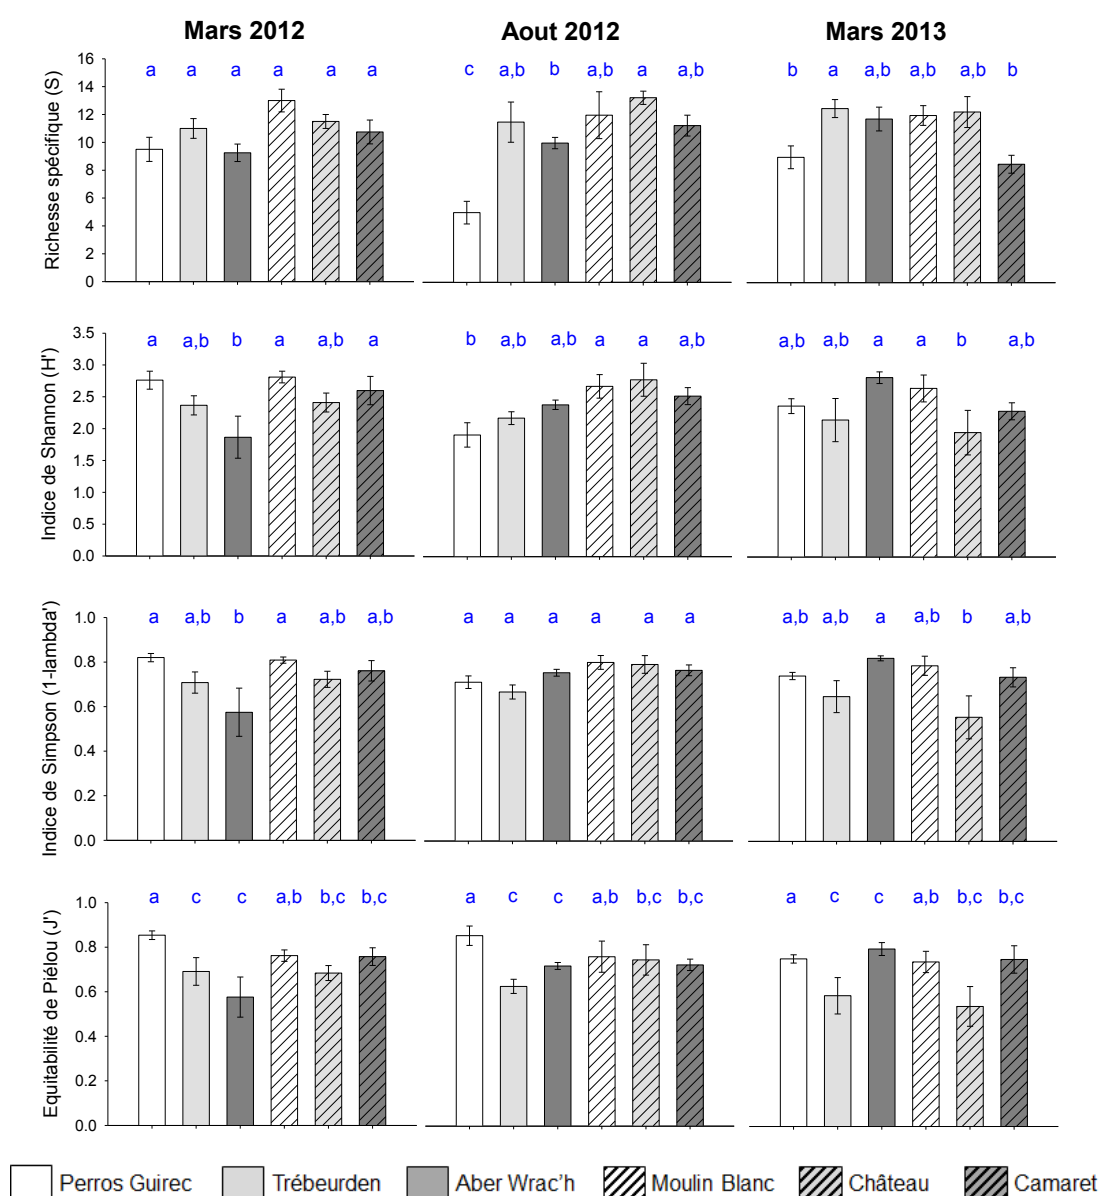 Mars 2012 Aout 2012 Mars 2013
Richesse spécifique (S)
16
14
12
10
8
6
4
2
0
a a a a a a c a,b b a,b a a,b b a a,b a,b a,b b
Indice de Shannon (H')
3.5
3.0
2.5
2.0
1.5
1.0
0.5
0.0
a a,b b a a,b a b a,b a,b a a a,b a,b a,b a a b a,b
Indice de Simpson (1-lambda')
1.0
0.8
0.6
0.4
0.2
0.0
a a,b b a a,b a,b a a a a a a a,b a,b a a,b b a,b
Equitabilité de Piélou (J')
1.0
0.8
0.6
0.4
0.2
0.0
a c c a,b b,c b,c a c c a,b b,c b,c a c c a,b b,c b,c
Perros Guirec Trébeurden Aber Wrac'h Moulin Blanc Château Camaret